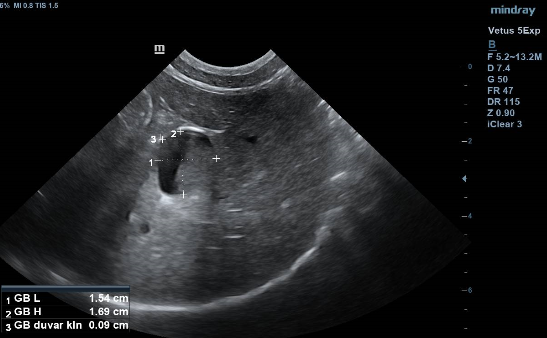 6% MI 0.8 TIS 1.5
mindray
Vetus 5Exp
B
F 5.2~13.2M
D 7.4
G 50
FR 47
DR 115
Z 0.90
iClear 3
m
0
2
4
6
3
2
1
1 GB L 1.54 cm
2 GB H 1.69 cm
3 GB duvar kln 0.09 cm